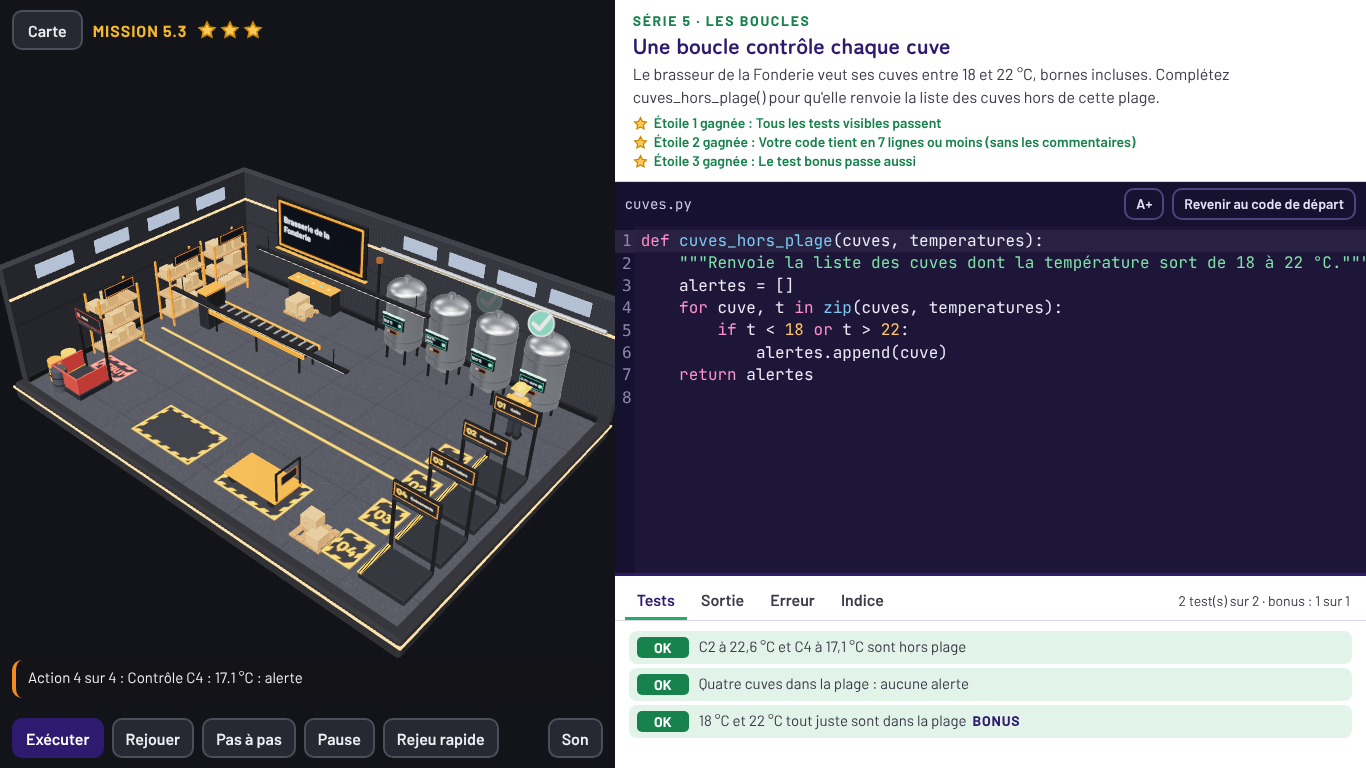 Carte
MISSION 5.3
Brasserie de la
Fonderie
01
02
03
04
02
03
04
Action 4 sur 4 : Contrôle C4 : 17.1 °C : alerte
Exécuter
Rejouer
Pas à pas
Pause
Rejeu rapide
Son
SÉRIE 5 · LES BOUCLES
Une boucle contrôle chaque cuve
Le brasseur de la Fonderie veut ses cuves entre 18 et 22 °C, bornes incluses. Complétez
cuves_hors_plage() pour qu'elle renvoie la liste des cuves hors de cette plage.
Étoile 1 gagnée : Tous les tests visibles passent
Étoile 2 gagnée : Votre code tient en 7 lignes ou moins (sans les commentaires)
Étoile 3 gagnée : Le test bonus passe aussi
cuves.py
A+
Revenir au code de départ
1 def cuves_hors_plage(cuves, temperatures):
2 """Renvoie la liste des cuves dont la température sort de 18 à 22 °C."""
3 alertes = []
4 for cuve, t in zip(cuves, temperatures):
5 if t < 18 or t > 22:
6 alertes.append(cuve)
7 return alertes
8
Tests
Sortie
Erreur
Indice
2 test(s) sur 2 · bonus : 1 sur 1
OK C2 à 22,6 °C et C4 à 17,1 °C sont hors plage
OK Quatre cuves dans la plage : aucune alerte
OK 18 °C et 22 °C tout juste sont dans la plage BONUS